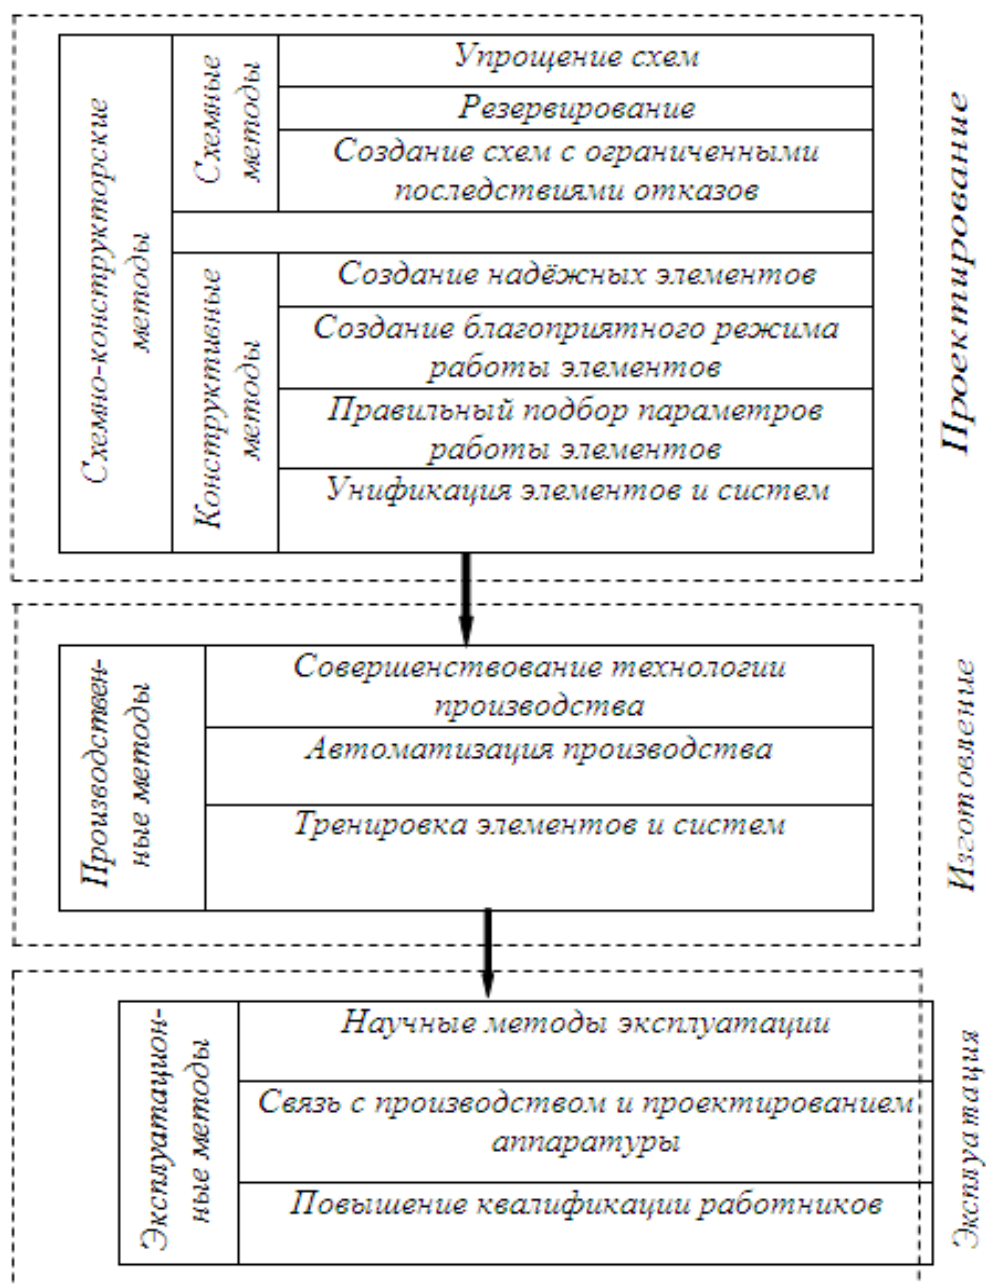 Схемно-конструкторские
методы
Схемные
методы
Упрощение схем
Резервирование
Создание схем с ограниченными
последствиями отказов
Конструктивные
методы
Создание надёжных элементов
Создание благоприятного режима
работы элементов
Правильный подбор параметров
работы элементов
Унификация элементов и систем
Проектирование
Производствен-
ные методы
Совершенствование технологии
производства
Автоматизация производства
Тренировка элементов и систем
Изготовление
Эксплуатацион-
ные методы
Научные методы эксплуатации
Связь с производством и проектированием
аппаратуры
Повышение квалификации работников
Эксплуатация